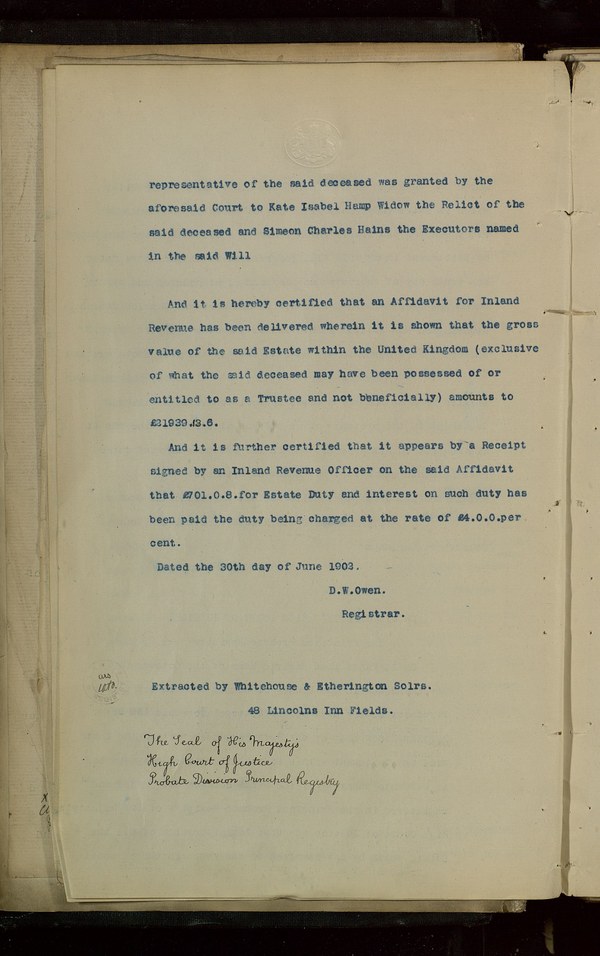 representative of the said deceased was granted by the
aforesaid Court to Kate Isabel Hamp Widow the Relict of the
said deceased and Simeon Charles Hains the Executors named
in the said Will
And it is hereby certified that an Affidavit for Inland
Revenue has been delivered wherein it is shown that the gross
value of the said Estate within the United Kingdom (exclusive
of what the said deceased may have been possessed of or
entitled to as a Trustee and not beneficially) amounts to
£21939.13.6.
And it is further certified that it appears by a Receipt
signed by an Inland Revenue Officer on the said Affidavit
that £701.0.8.for Estate Duty and interest on such duty has
been paid the duty being charged at the rate of £4.0.0.per
cent.
Dated the 30th day of June 1902.
D.W.Owen.
Registrar.
Extracted by Whitehouse & Etherington Solrs.
48 Lincolns Inn Fields.
The Seal of His Majesty's
High Court of Justice
Probate Division Principal Registry